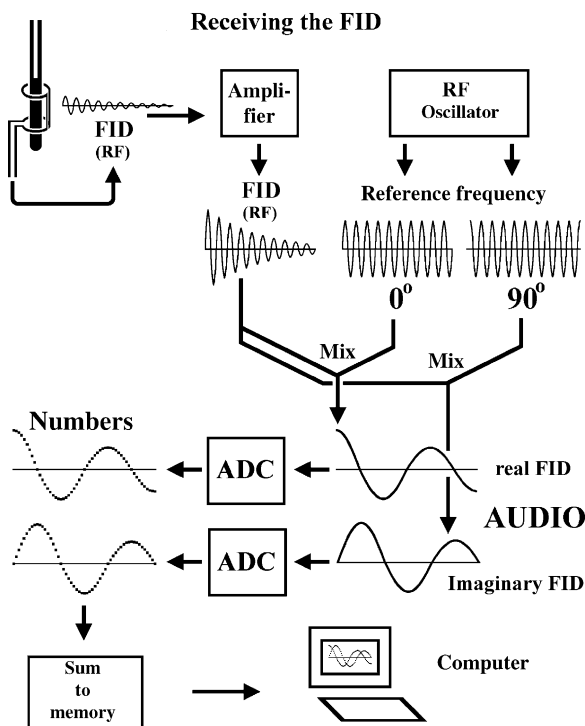 Receiving the FID
Ampli-
fier
RF
Oscillator
FID
(RF)
FID
(RF)
Reference frequency
0°
90°
Mix
Mix
Numbers
ADC
real FID
AUDIO
ADC
Imaginary FID
Sum
to
memory
Computer